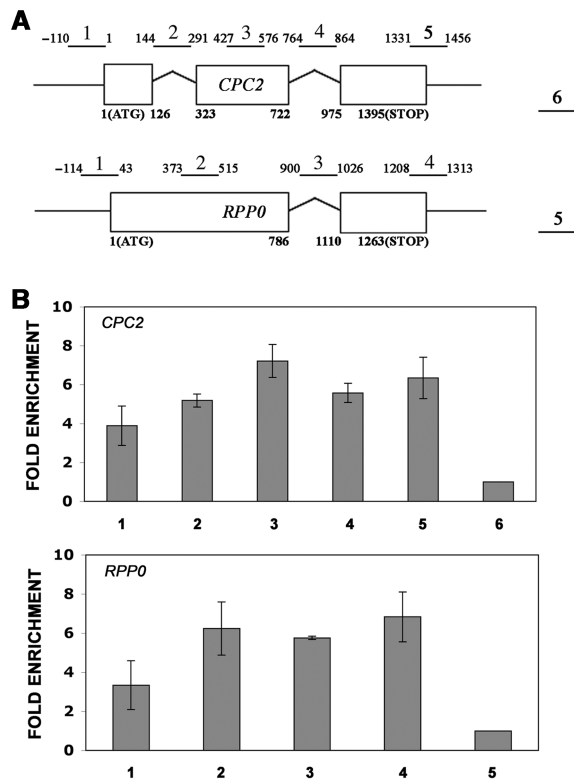 A
−110 1 1 144 2 291 427 3 576 764 4 864 1331 5 1456
CPC2
1(ATG) 126 323 722 975 1395(STOP)
6
−114 1 43 373 2 515 900 3 1026 1208 4 1313
RPP0
1(ATG) 786 1110 1263(STOP)
5
B
CPC2
FOLD ENRICHMENT
10
8
6
4
2
0
1 2 3 4 5 6
RPP0
FOLD ENRICHMENT
10
8
6
4
2
0
1 2 3 4 5